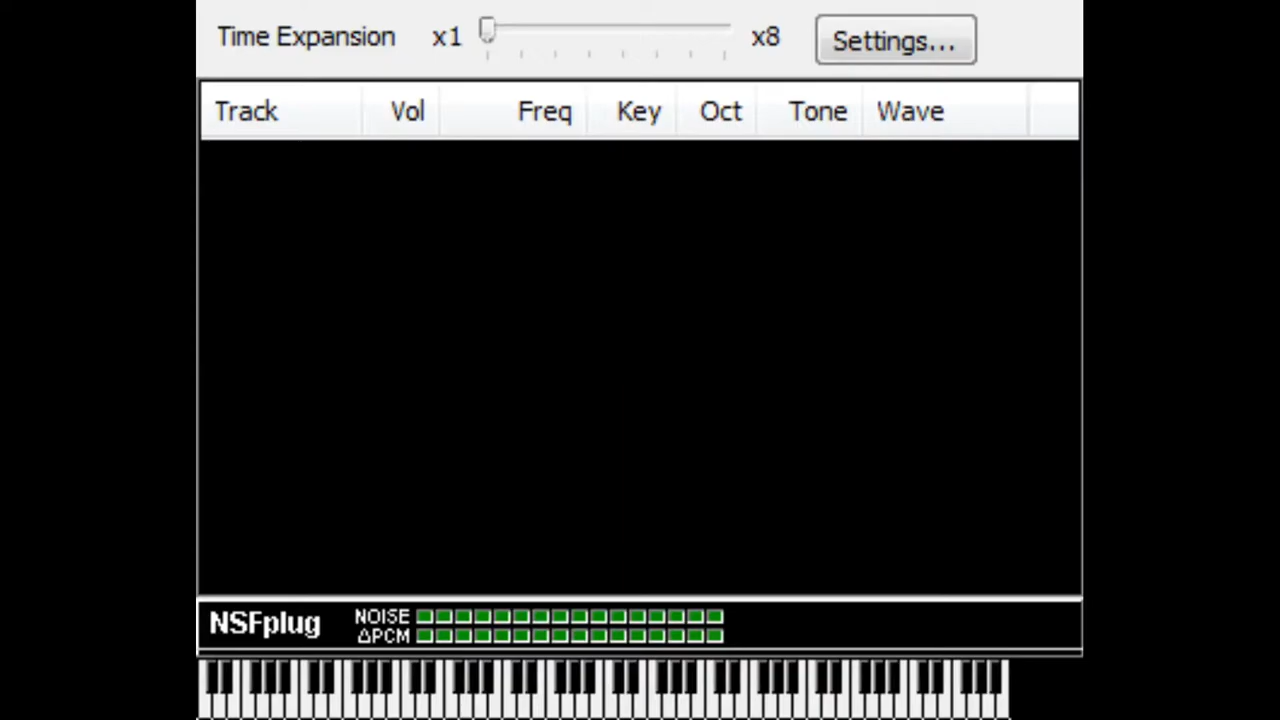 Time Expansion x1 x8 Settings...
Track Vol Freq Key Oct Tone Wave
NSFplug NOISE
ΔPCM